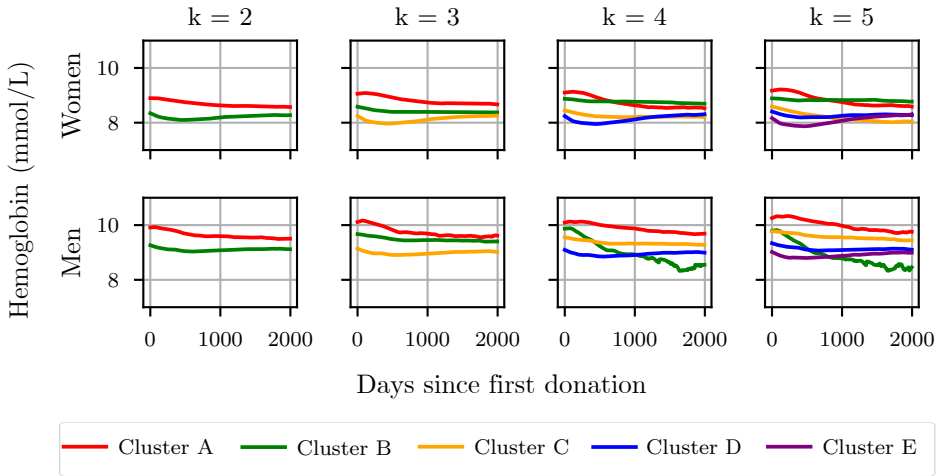 k = 2 k = 3 k = 4 k = 5
Hemoglobin (mmol/L)
Women
10
8
Men
10
8
0 1000 2000 0 1000 2000 0 1000 2000 0 1000 2000
Days since first donation
Cluster A Cluster B Cluster C Cluster D Cluster E